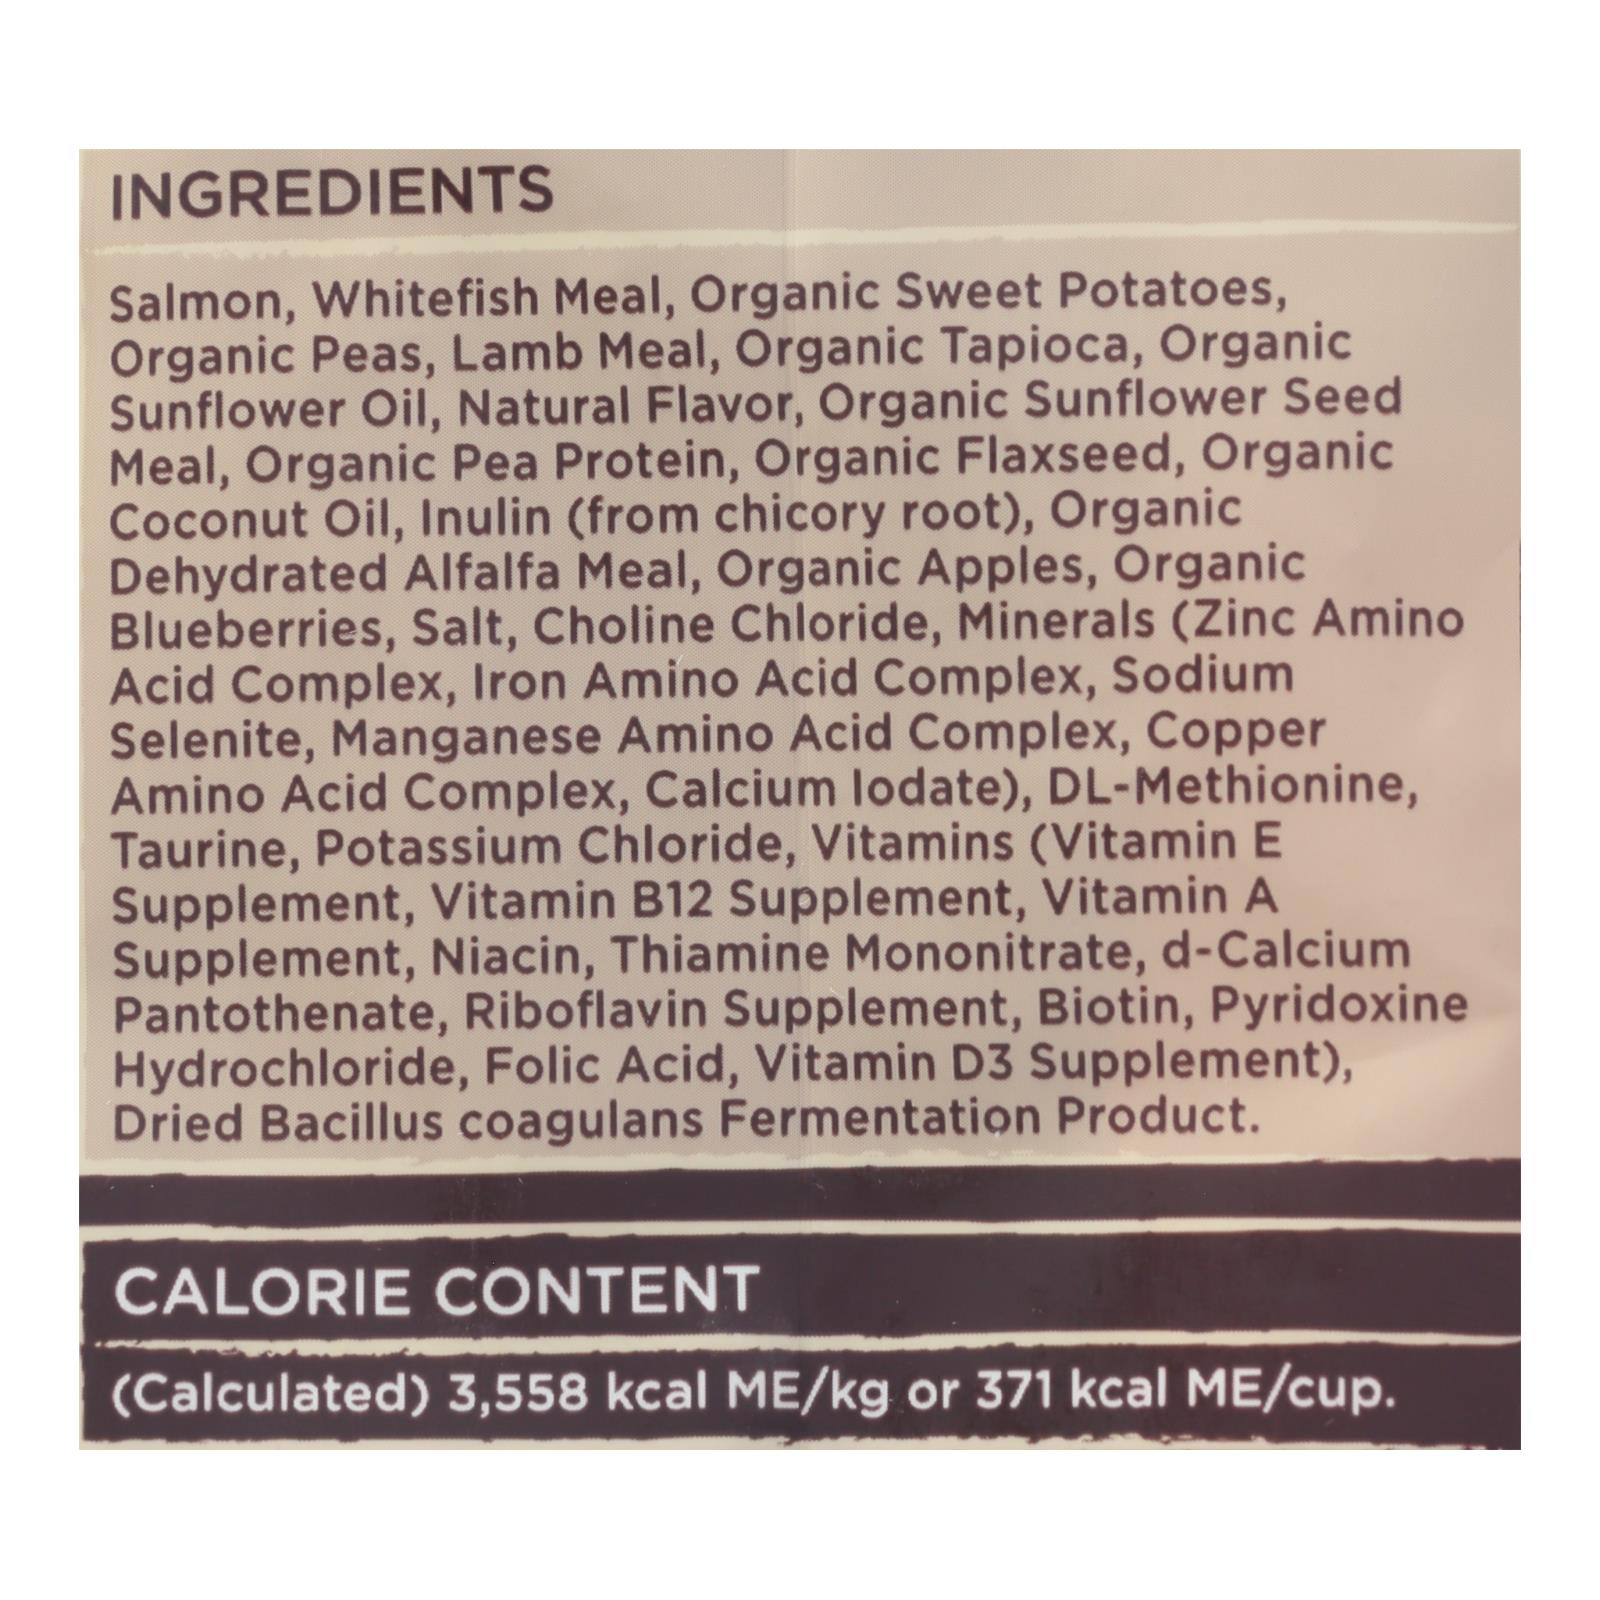 INGREDIENTS
Salmon, Whitefish Meal, Organic Sweet Potatoes,
Organic Peas, Lamb Meal, Organic Tapioca, Organic
Sunflower Oil, Natural Flavor, Organic Sunflower Seed
Meal, Organic Pea Protein, Organic Flaxseed, Organic
Coconut Oil, Inulin (from chicory root), Organic
Dehydrated Alfalfa Meal, Organic Apples, Organic
Blueberries, Salt, Choline Chloride, Minerals (Zinc Amino
Acid Complex, Iron Amino Acid Complex, Sodium
Selenite, Manganese Amino Acid Complex, Copper
Amino Acid Complex, Calcium Iodate), DL-Methionine,
Taurine, Potassium Chloride, Vitamins (Vitamin E
Supplement, Vitamin B12 Supplement, Vitamin A
Supplement, Niacin, Thiamine Mononitrate, d-Calcium
Pantothenate, Riboflavin Supplement, Biotin, Pyridoxine
Hydrochloride, Folic Acid, Vitamin D3 Supplement),
Dried Bacillus coagulans Fermentation Product.
CALORIE CONTENT
(Calculated) 3,558 kcal ME/kg or 371 kcal ME/cup.